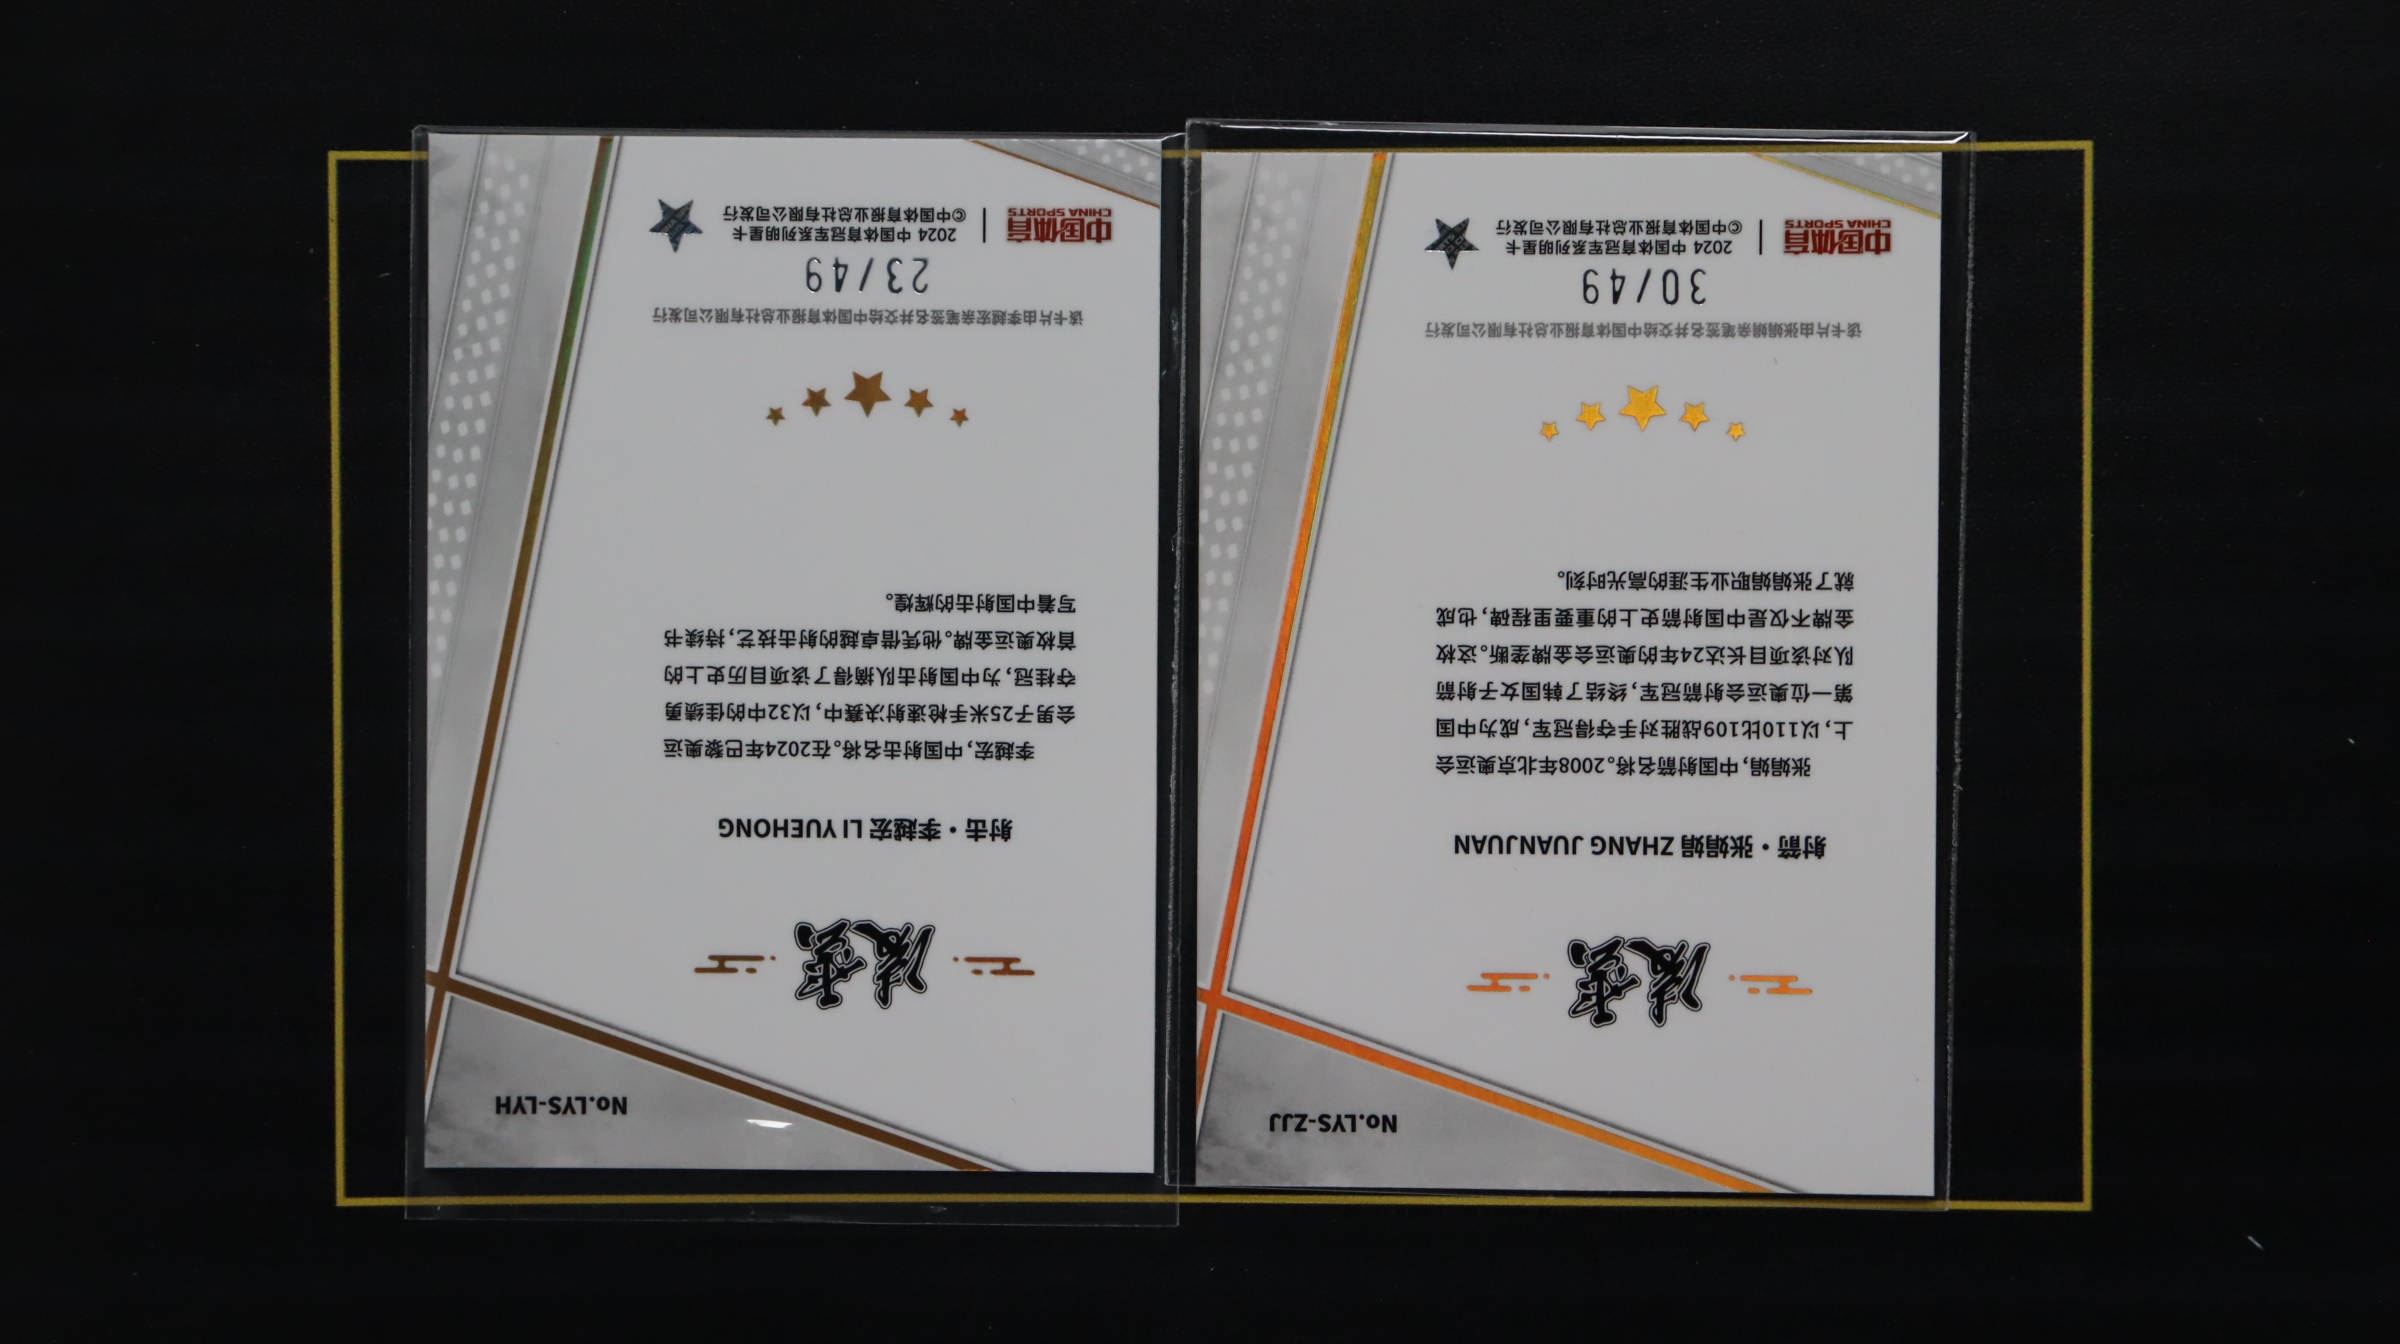 No.LYS-ZJJ
凌云
射箭·张娟娟 ZHANG JUANJUAN
张娟娟,中国射箭名将。2008年北京奥运会
上,以110比109战胜对手夺得冠军,成为中国
第一位奥运会射箭冠军,终结了韩国女子射箭
队对该项目长达24年的奥运会金牌垄断。这枚
金牌不仅是中国射箭史上的重要里程碑,也成
就了张娟娟职业生涯的高光时刻。
该卡片由张娟娟亲笔签名并交给中国体育报业总社有限公司发行
30/49
中国体育
CHINA SPORTS
2024 中国体育冠军系列明星卡
©中国体育报业总社有限公司发行
No.LYS-LYH
凌云
射击·李越宏 LI YUEHONG
李越宏,中国射击名将。在2024年巴黎奥运
会男子25米手枪速射决赛中,以32中的佳绩勇
夺桂冠,为中国射击队摘得了该项目历史上的
首枚奥运金牌。他凭借卓越的射击技艺,持续书
写着中国射击的辉煌。
该卡片由李越宏亲笔签名并交给中国体育报业总社有限公司发行
23/49
中国体育
CHINA SPORTS
2024 中国体育冠军系列明星卡
©中国体育报业总社有限公司发行